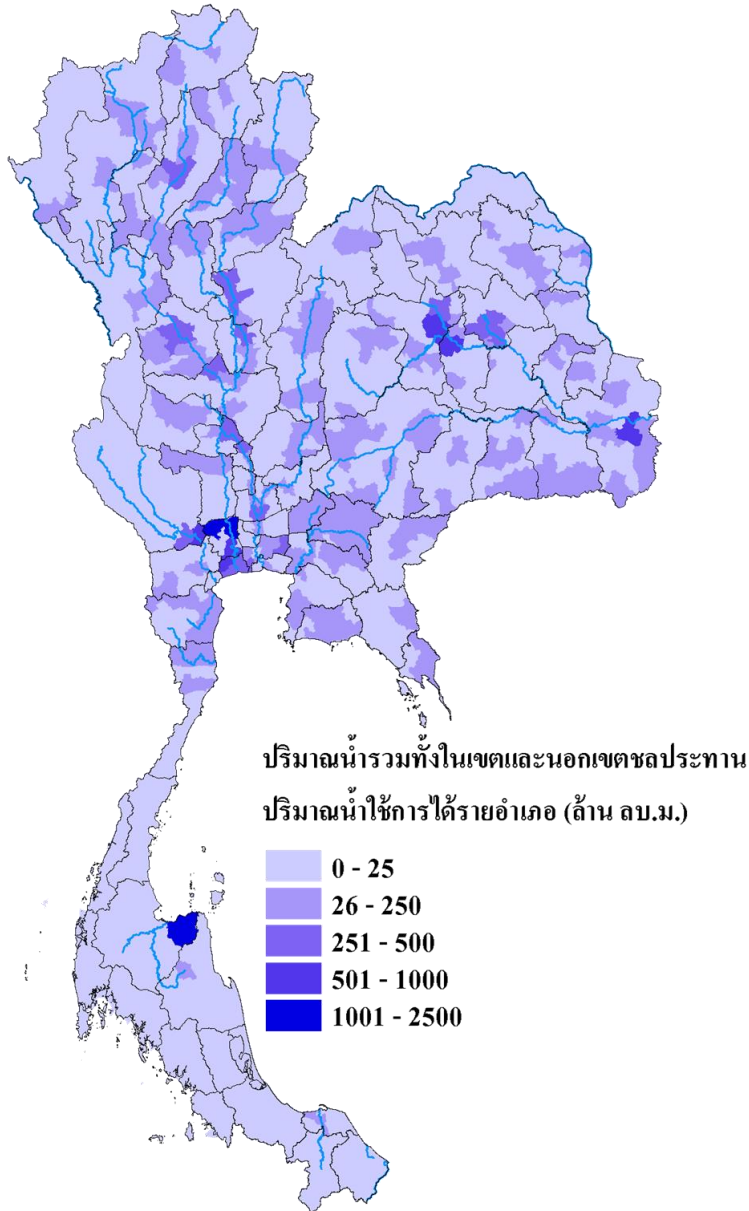 ปริมาณน้ำรวมทั้งในเขตและนอกเขตชลประทาน
ปริมาณน้ำใช้การได้รายอำเภอ (ล้าน ลบ.ม.)
0 - 25
26 - 250
251 - 500
501 - 1000
1001 - 2500